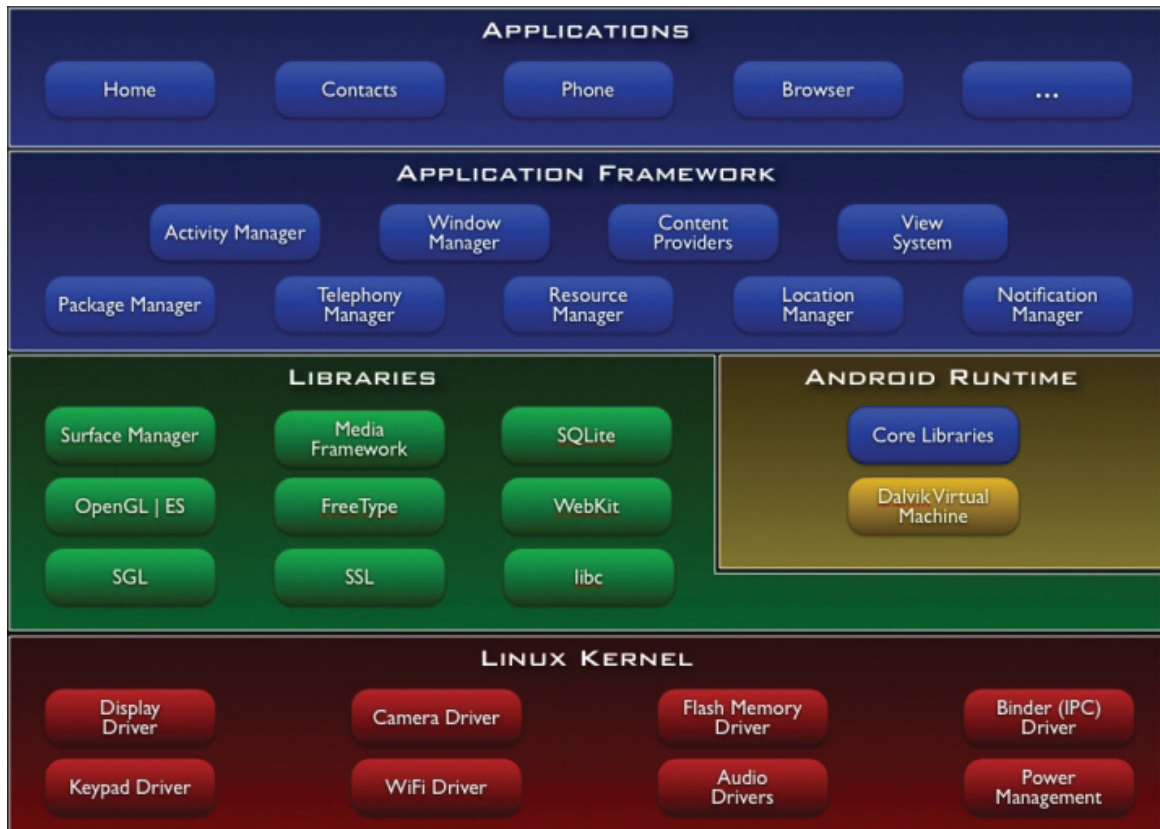 APPLICATIONS
Home
Contacts
Phone
Browser
...
APPLICATION FRAMEWORK
Activity Manager
Window
Manager
Content
Providers
View
System
Package Manager
Telephony
Manager
Resource
Manager
Location
Manager
Notification
Manager
LIBRARIES
Surface Manager
Media
Framework
SQLite
OpenGL | ES
FreeType
WebKit
SGL
SSL
libc
ANDROID RUNTIME
Core Libraries
Dalvik Virtual
Machine
LINUX KERNEL
Display
Driver
Camera Driver
Flash Memory
Driver
Binder (IPC)
Driver
Keypad Driver
WiFi Driver
Audio
Drivers
Power
Management